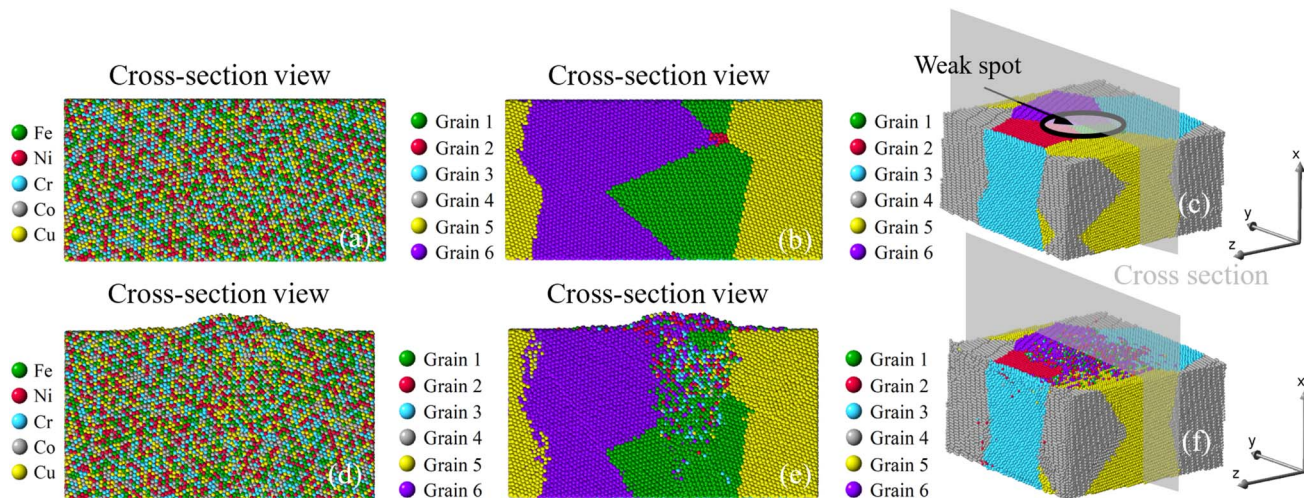 Cross-section view
Fe
Ni
Cr
Co
Cu
(a)
Cross-section view
Grain 1
Grain 2
Grain 3
Grain 4
Grain 5
Grain 6
(b)
Weak spot
Grain 1
Grain 2
Grain 3
Grain 4
Grain 5
Grain 6
(c)
x
y
z
Cross section
Cross-section view
Fe
Ni
Cr
Co
Cu
(d)
Cross-section view
Grain 1
Grain 2
Grain 3
Grain 4
Grain 5
Grain 6
(e)
Grain 1
Grain 2
Grain 3
Grain 4
Grain 5
Grain 6
(f)
x
y
z